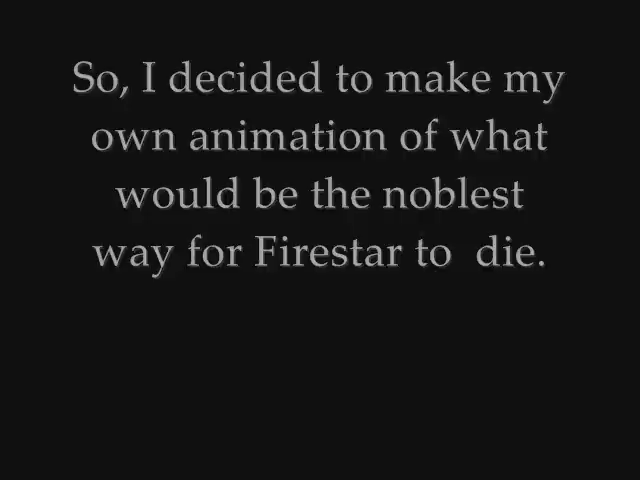 So, I decided to make my
own animation of what
would be the noblest
way for Firestar to  die.